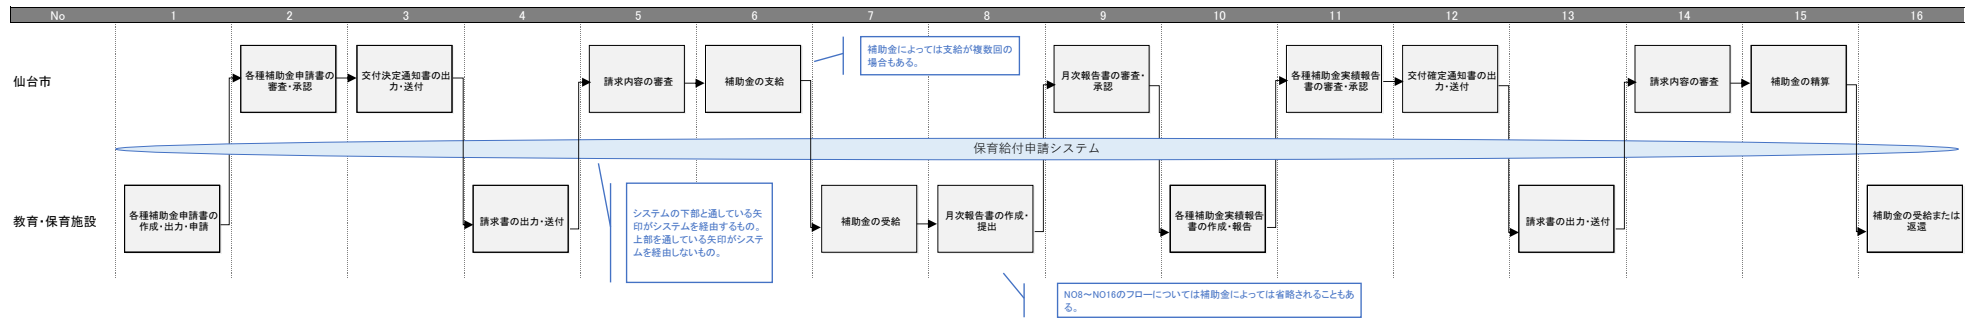 No 1 2 3 4 5 6 7 8 9 10 11 12 13 14 15 16
仙台市
各種補助金申請書の
審査・承認
交付決定通知書の出
力・送付
請求内容の審査
補助金の支給
補助金によっては支給が複数回の
場合もある。
月次報告書の審査・
承認
各種補助金実績報告
書の審査・承認
交付確定通知書の出
力・送付
請求内容の審査
補助金の精算
保育給付申請システム
教育・保育施設
各種補助金申請書の
作成・出力・申請
請求書の出力・送付
システムの下部と通している矢
印がシステムを経由するもの。
上部を通している矢印がシステ
ムを経由しないもの。
補助金の受給
月次報告書の作成・
提出
各種補助金実績報告
書の作成・報告
請求書の出力・送付
補助金の受給または
返還
NO8～NO16のフローについては補助金によっては省略されることもあ
る。